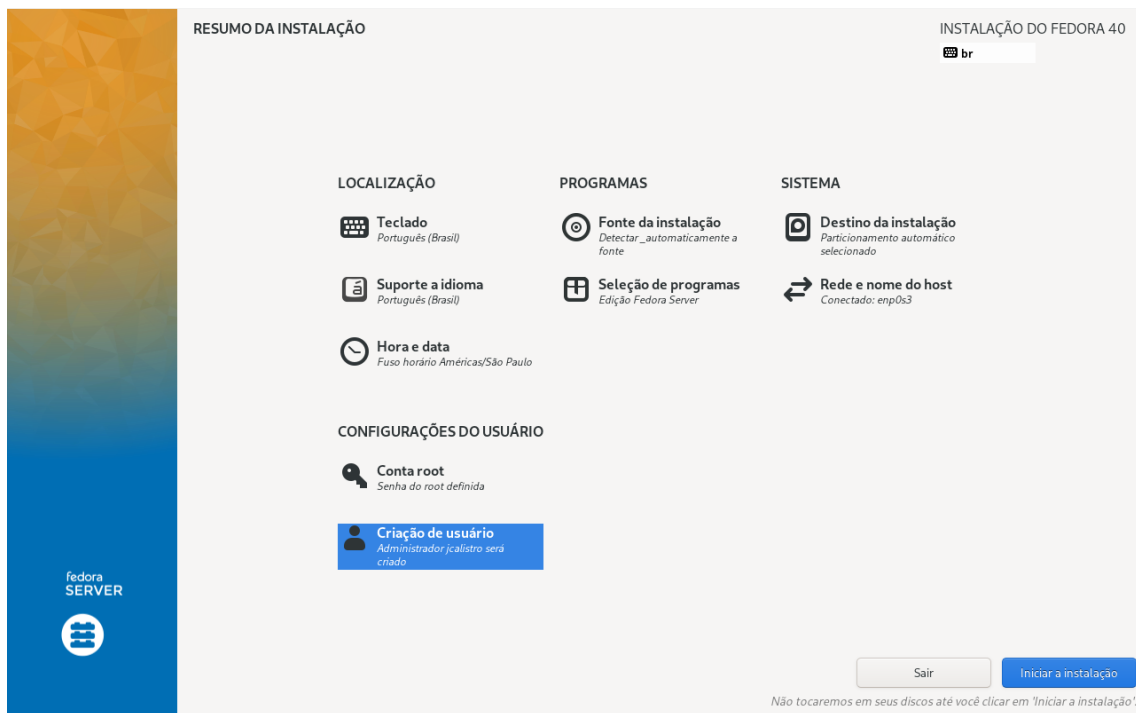 RESUMO DA INSTALAÇÃO
INSTALAÇÃO DO FEDORA 40
br
LOCALIZAÇÃO
Teclado
Português (Brasil)
Suporte a idioma
Português (Brasil)
Hora e data
Fuso horário Américas/São Paulo
PROGRAMAS
Fonte da instalação
Detectar_automaticamente a
fonte
Seleção de programas
Edição Fedora Server
SISTEMA
Destino da instalação
Particionamento automático
selecionado
Rede e nome do host
Conectado: enp0s3
CONFIGURAÇÕES DO USUÁRIO
Conta root
Senha do root definida
Criação de usuário
Administrador jcalistro será
criado
fedora
SERVER
Sair
Iniciar a instalação
Não tocaremos em seus discos até você clicar em 'Iniciar a instalação'.